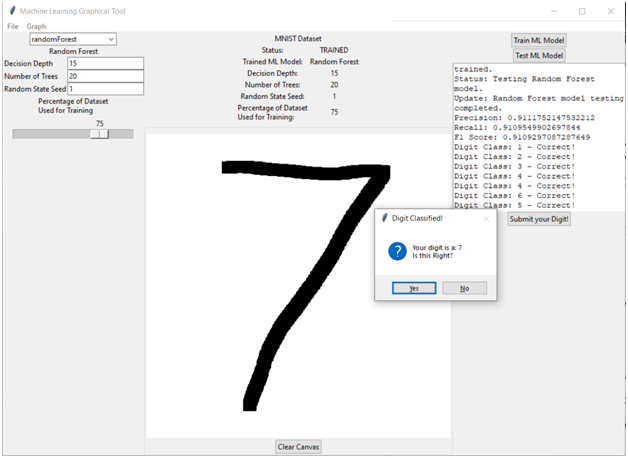 Machine Learning Graphical Tool
File Graph
randomForest
Random Forest
Decision Depth 15
Number of Trees 20
Random State Seed 1
Percentage of Dataset
Used for Training
75
MNIST Dataset
Status: TRAINED
Trained ML Model: Random Forest
Decision Depth: 15
Number of Trees: 20
Random State Seed: 1
Percentage of Dataset
Used for Training: 75
Train ML Model
Test ML Model
trained.
Status: Testing Random Forest
model.
Update: Random Forest model testing
completed.
Precision: 0.9111752147532212
Recall: 0.9109549902697844
F1 Score: 0.9109297087287649
Digit Class: 1 - Correct!
Digit Class: 2 - Correct!
Digit Class: 3 - Correct!
Digit Class: 4 - Correct!
Digit Class: 4 - Correct!
Digit Class: 6 - Correct!
Digit Class: 5 - Correct!
Submit your Digit!
7
Digit Classified!
Your digit is a: 7
Is this Right?
Yes No
Clear Canvas